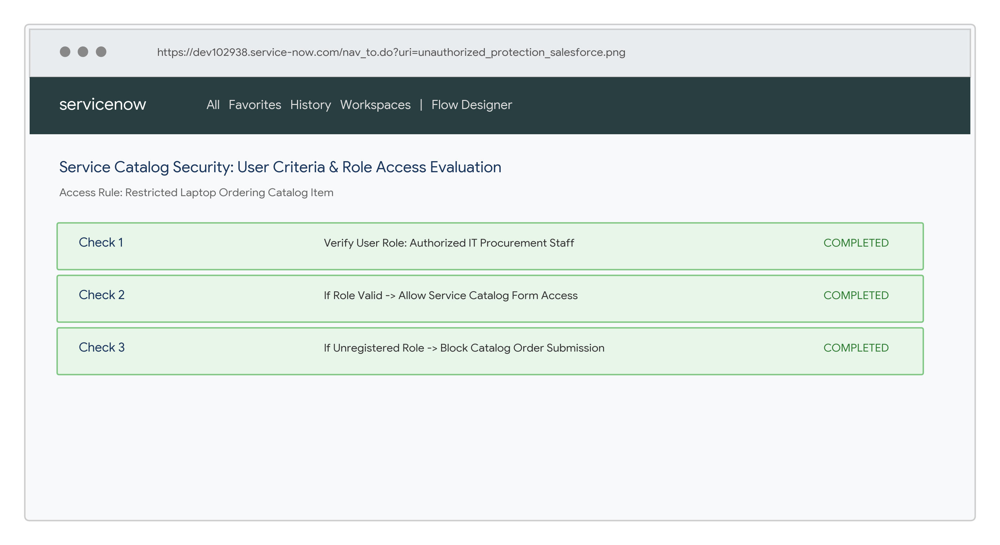 https://dev102938.service-now.com/nav_to.do?uri=unauthorized_protection_salesforce.png
servicenow All Favorites History Workspaces | Flow Designer
Service Catalog Security: User Criteria & Role Access Evaluation
Access Rule: Restricted Laptop Ordering Catalog Item
Check 1 Verify User Role: Authorized IT Procurement Staff COMPLETED
Check 2 If Role Valid -> Allow Service Catalog Form Access COMPLETED
Check 3 If Unregistered Role -> Block Catalog Order Submission COMPLETED